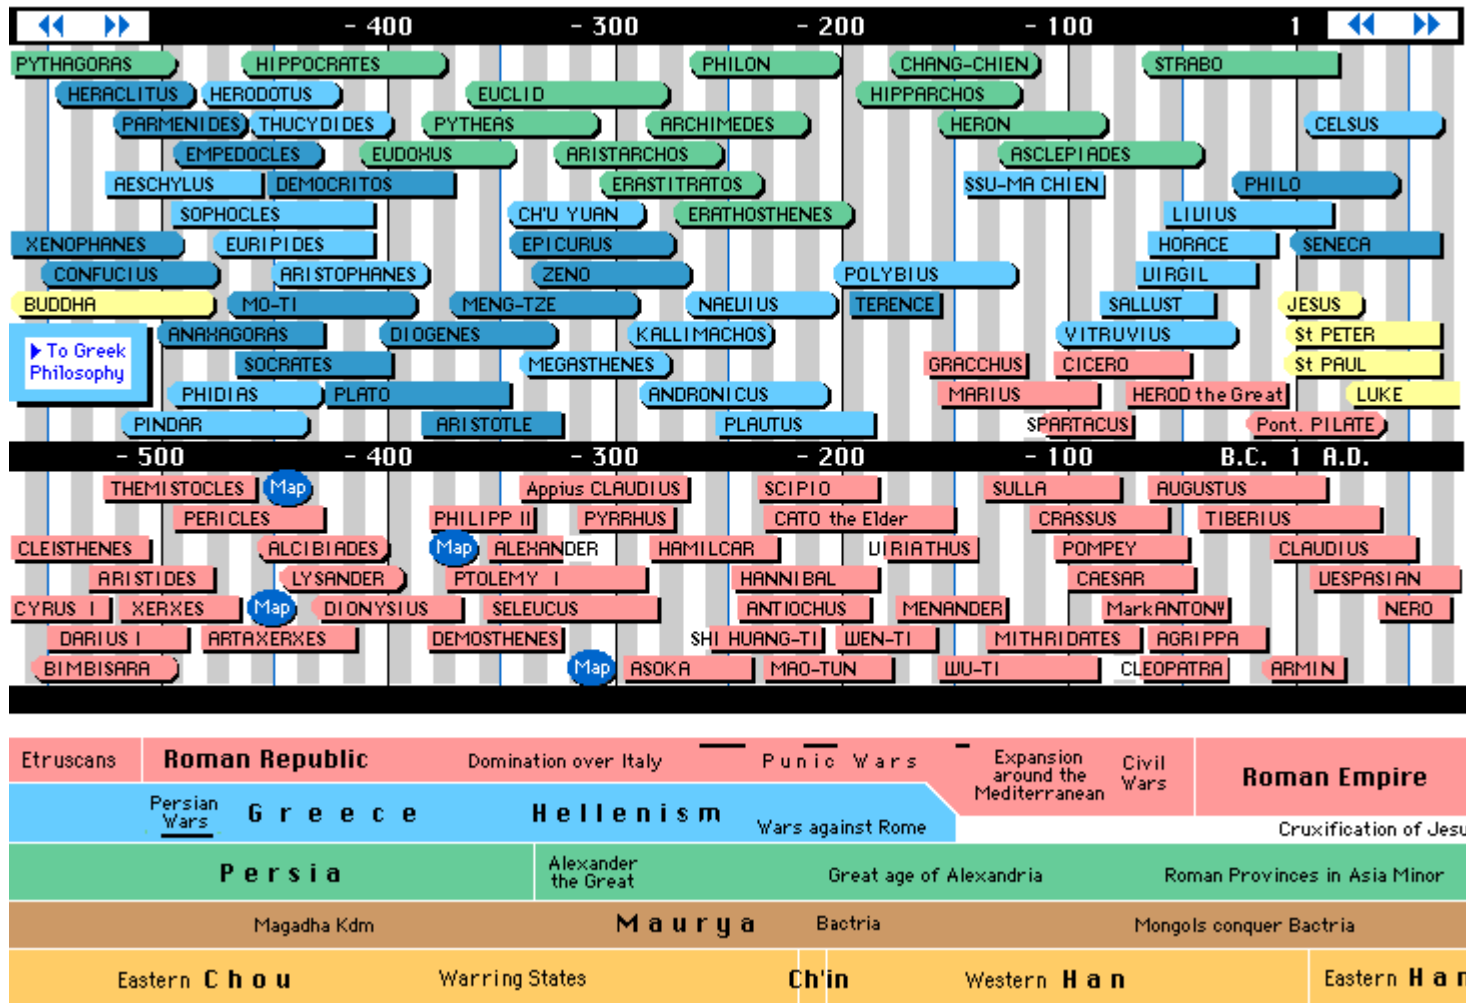 - 400 - 300 - 200 - 100 1
PYTHAGORAS HIPPOCRATES PHILON CHANG-CHIEN STRABO
HERACLITUS HERODOTUS EUCLID HIPPARCHOS
PARMENIDES THUCYDIDES PYTHEAS ARCHIMEDES HERON CELSUS
EMPEDOCLES EUDOXUS ARISTARCHOS ASCLEPIADES
AESCHYLUS DEMOCRITOS ERASTITRATOS SSU-MA CHIEN PHILO
SOPHOCLES CH'U YUAN ERATHOSTHENES LIVIUS
XENOPHANES EURIPIDES EPICURUS HORACE SENECA
CONFUCIUS ARISTOPHANES ZENO POLYBIUS VIRGIL
BUDDHA MO-TI MENG-TZE NAEVIUS TERENCE SALLUST JESUS
ANAXAGORAS DIOGENES KALLIMACHOS VITRUVIUS St PETER
To Greek
Philosophy
SOCRATES MEGASTHENES GRACCHUS CICERO St PAUL
PHIDIAS PLATO ANDRONICUS MARIUS HEROD the Great LUKE
PINDAR ARISTOTLE PLAUTUS SPARTACUS Pont. PILATE
- 500 - 400 - 300 - 200 - 100 B.C. 1 A.D.
THEMISTOCLES Map Appius CLAUDIUS SCIPIO SULLA AUGUSTUS
PERICLES PHILIPP II PYRRHUS CATO the Elder CRASSUS TIBERIUS
CLEISTHENES ALCIBIADES Map ALEXANDER HAMILCAR VIRIATHUS POMPEY CLAUDIUS
ARISTIDES LYSANDER PTOLEMY I HANNIBAL CAESAR VESPASIAN
CYRUS I XERXES Map DIONYSIUS SELEUCUS ANTIOCHUS MENANDER MarkANTONY NERO
DARIUS I ARTAXERXES DEMOSTHENES SHI HUANG-TI WEN-TI MITHRIDATES AGRIPPA
BIMBISARA Map ASOKA MAO-TUN WU-TI CLEOPATRA ARMIN
Etruscans Roman Republic Domination over Italy Punic Wars
Expansion
around the
Mediterranean
Civil
Wars
Roman Empire
Persian
Wars
Greece Hellenism Wars against Rome Cruxification of Jesu
Persia
Alexander
the Great
Great age of Alexandria Roman Provinces in Asia Minor
Magadha Kdm Maurya Bactria Mongols conquer Bactria
Eastern Chou Warring States Ch'in Western Han Eastern Han